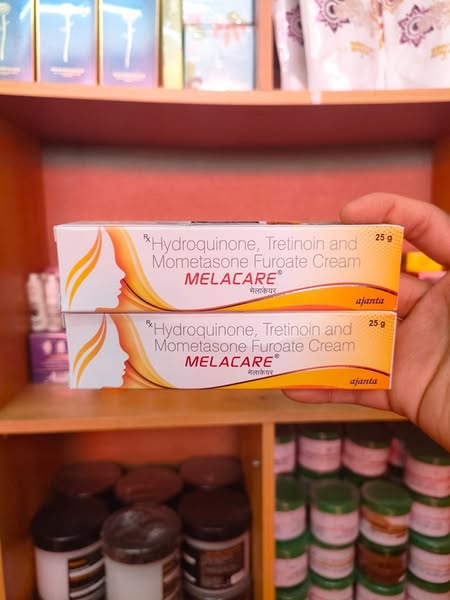 Rx Hydroquinone, Tretinoin and 25 g
Mometasone Furoate Cream
MELACARE®
मेलाकेयर
ajanta
Rx Hydroquinone, Tretinoin and 25 g
Mometasone Furoate Cream
MELACARE®
मेलाकेयर
ajanta